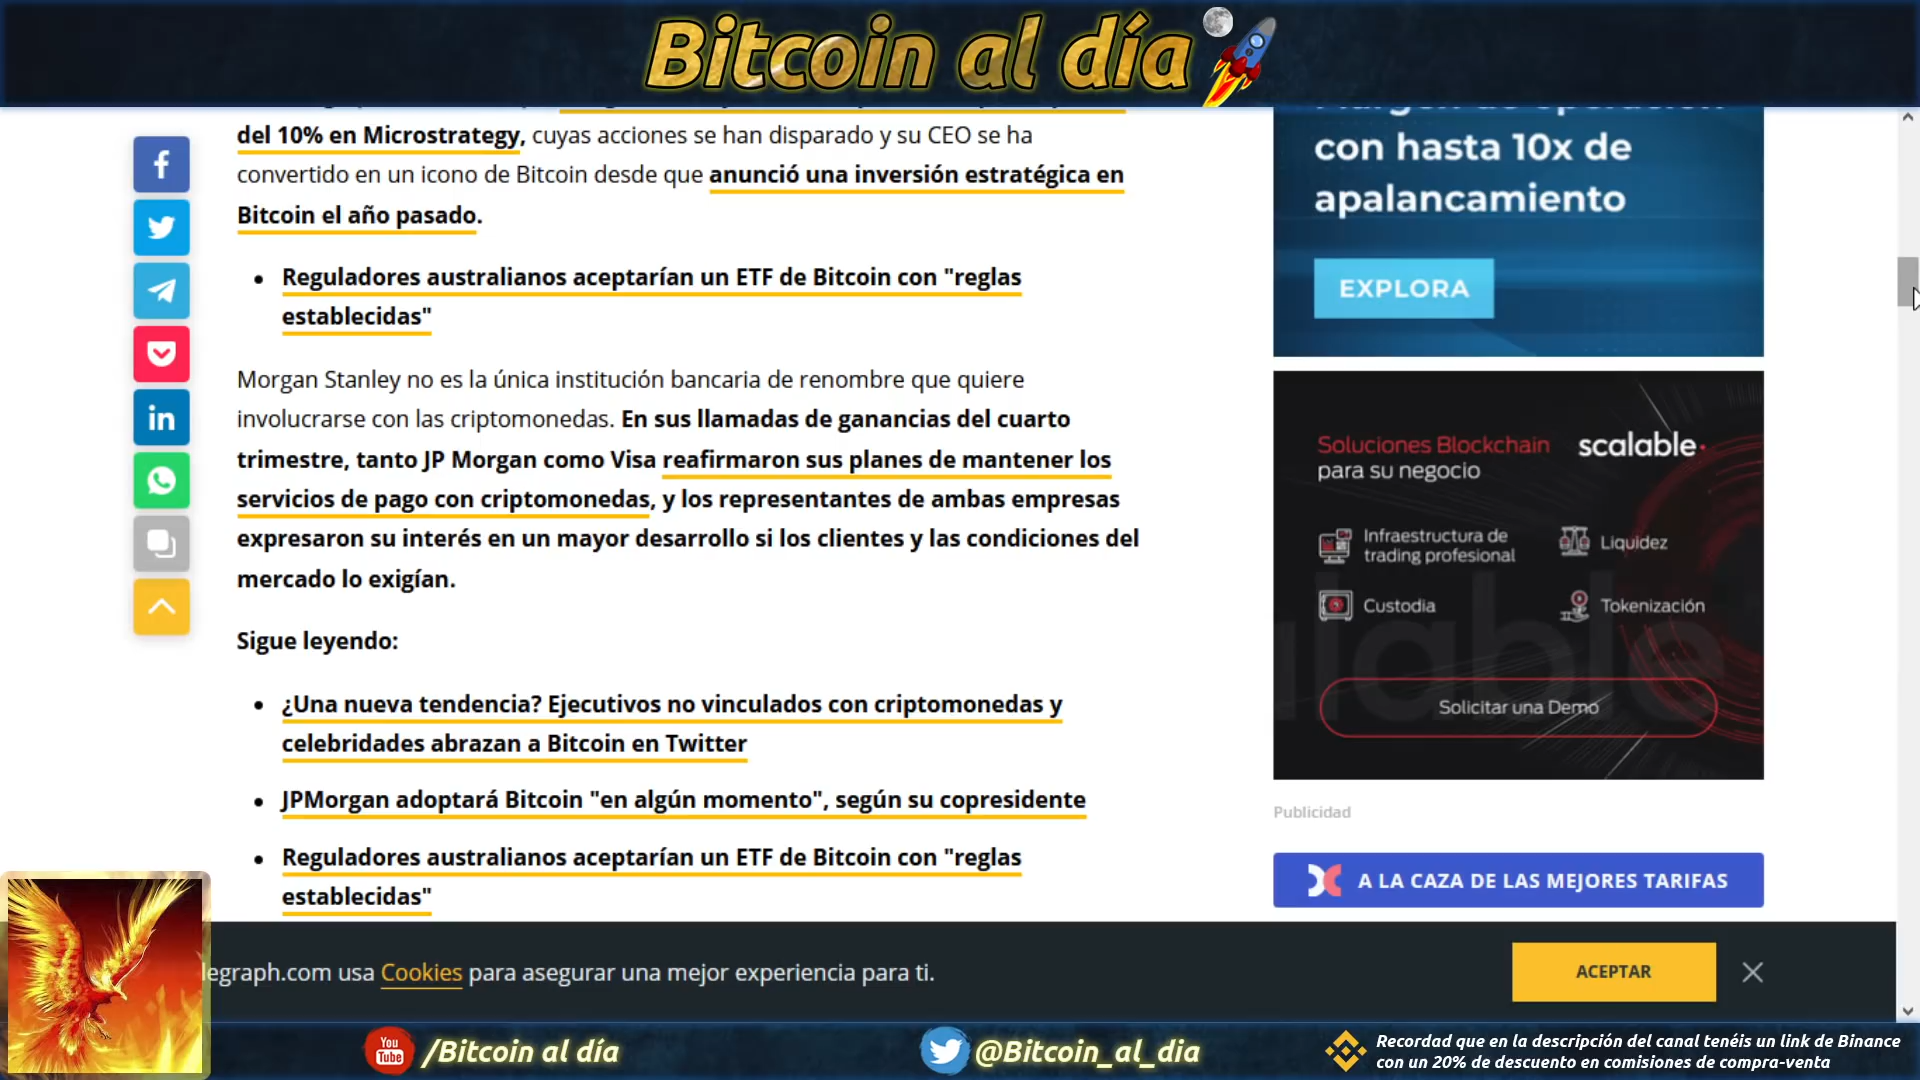 Bitcoin al día
del 10% en Microstrategy, cuyas acciones se han disparado y su CEO se ha
convertido en un icono de Bitcoin desde que anunció una inversión estratégica en
Bitcoin el año pasado.
Reguladores australianos aceptarían un ETF de Bitcoin con "reglas
establecidas"
Morgan Stanley no es la única institución bancaria de renombre que quiere
involucrarse con las criptomonedas. En sus llamadas de ganancias del cuarto
trimestre, tanto JP Morgan como Visa reafirmaron sus planes de mantener los
servicios de pago con criptomonedas, y los representantes de ambas empresas
expresaron su interés en un mayor desarrollo si los clientes y las condiciones del
mercado lo exigían.
Sigue leyendo:
¿Una nueva tendencia? Ejecutivos no vinculados con criptomonedas y
celebridades abrazan a Bitcoin en Twitter
JPMorgan adoptará Bitcoin "en algún momento", según su copresidente
Reguladores australianos aceptarían un ETF de Bitcoin con "reglas
establecidas"
con hasta 10x de
apalancamiento
EXPLORA
Soluciones Blockchain
para su negocio
scalable
Infraestructura de
trading profesional
Liquidez
Custodia
Tokenización
Solicitar una Demo
Publicidad
A LA CAZA DE LAS MEJORES TARIFAS
legraph.com usa Cookies para asegurar una mejor experiencia para ti.
ACEPTAR
You
Tube
/Bitcoin al día
@Bitcoin_al_dia
Recordad que en la descripción del canal tenéis un link de Binance
con un 20% de descuento en comisiones de compra-venta